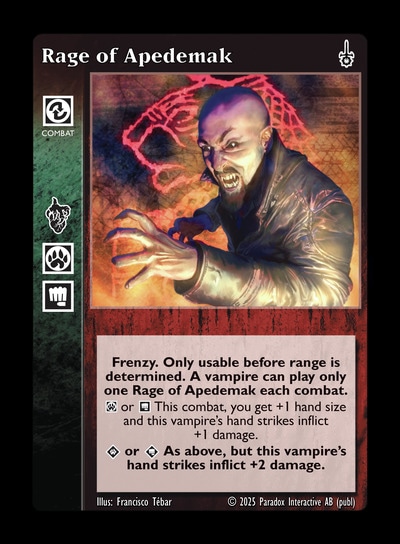 Rage of Apedemak
COMBAT
Frenzy. Only usable before range is
determined. A vampire can play only
one Rage of Apedemak each combat.
or This combat, you get +1 hand size
and this vampire's hand strikes inflict
+1 damage.
or As above, but this vampire's
hand strikes inflict +2 damage.
Illus: Francisco Tébar © 2025 Paradox Interactive AB (publ)